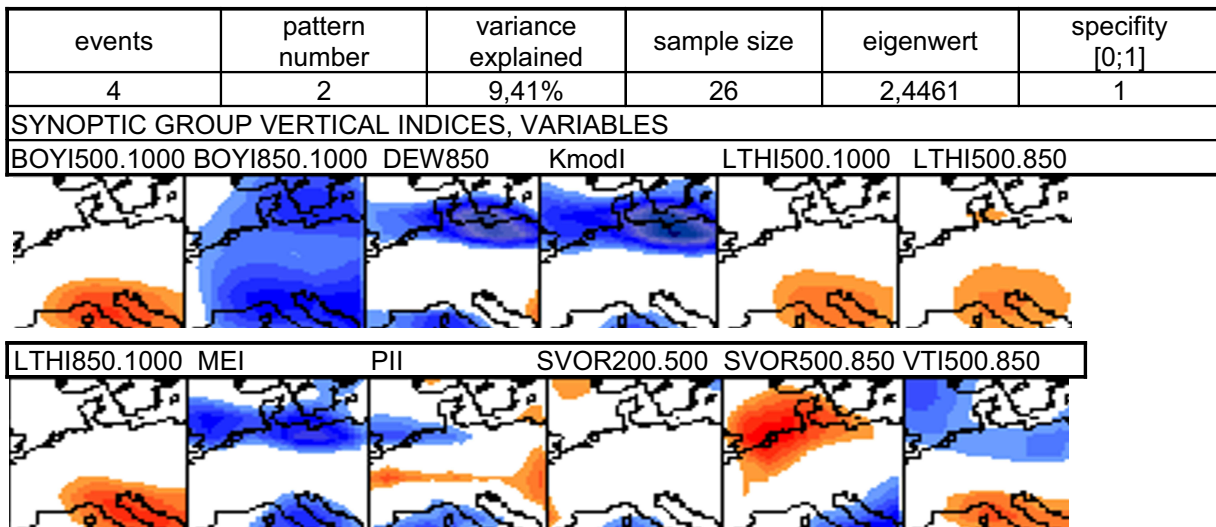 events pattern number variance explained sample size eigenwert specifity [0;1]
4 2 9,41% 26 2,4461 1
SYNOPTIC GROUP VERTICAL INDICES, VARIABLES
BOYI500.1000 BOYI850.1000 DEW850 KmodI LTHI500.1000 LTHI500.850
LTHI850.1000 MEI PII SVOR200.500 SVOR500.850 VTI500.850